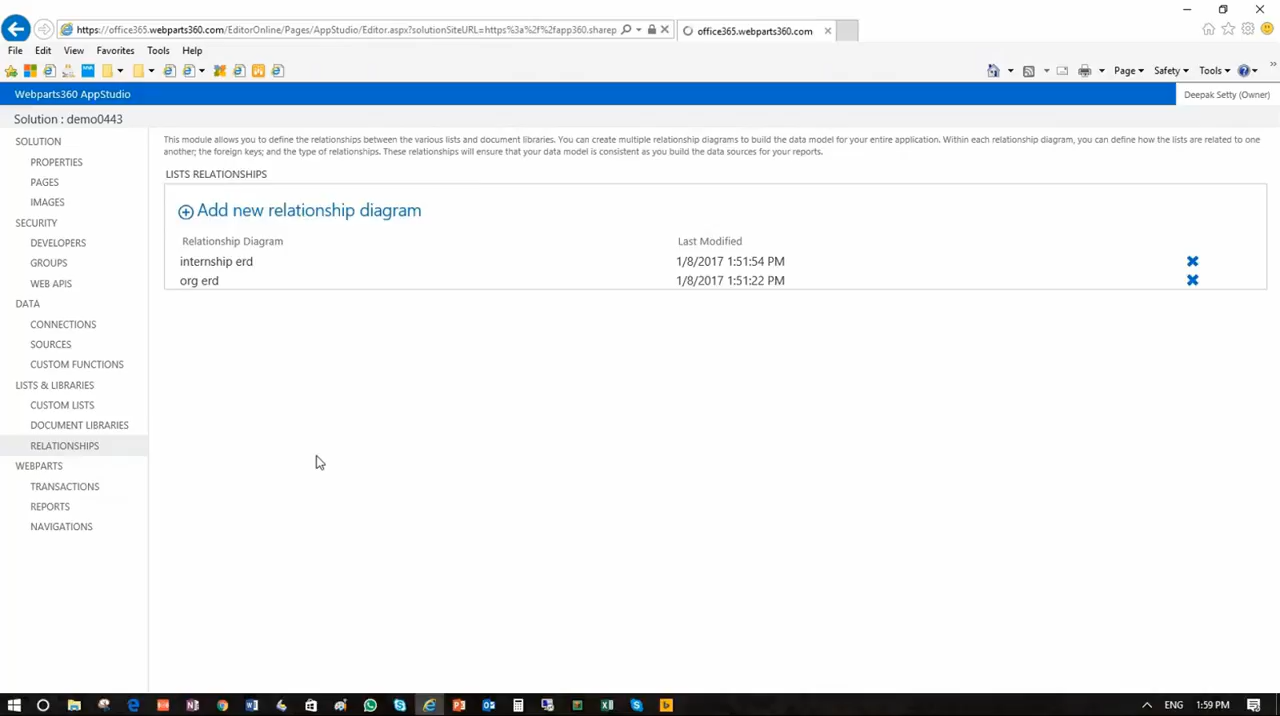 https://office365.webparts360.com/EditorOnline/Pages/AppStudio/Editor.aspx?solutionSiteURL=https%3a%2f%2fapp360.sharep
office365.webparts360.com
File Edit View Favorites Tools Help
Page Safety Tools
Webparts360 AppStudio
Deepak Setty (Owner)
Solution : demo0443
SOLUTION
PROPERTIES
PAGES
IMAGES
SECURITY
DEVELOPERS
GROUPS
WEB APIS
DATA
CONNECTIONS
SOURCES
CUSTOM FUNCTIONS
LISTS & LIBRARIES
CUSTOM LISTS
DOCUMENT LIBRARIES
RELATIONSHIPS
WEBPARTS
TRANSACTIONS
REPORTS
NAVIGATIONS
This module allows you to define the relationships between the various lists and document libraries. You can create multiple relationship diagrams to build the data model for your entire application. Within each relationship diagram, you can define how the lists are related to one
another; the foreign keys; and the type of relationships. These relationships will ensure that your data model is consistent as you build the data sources for your reports.
LISTS RELATIONSHIPS
Add new relationship diagram
Relationship Diagram Last Modified
internship erd 1/8/2017 1:51:54 PM
org erd 1/8/2017 1:51:22 PM
ENG 1:59 PM